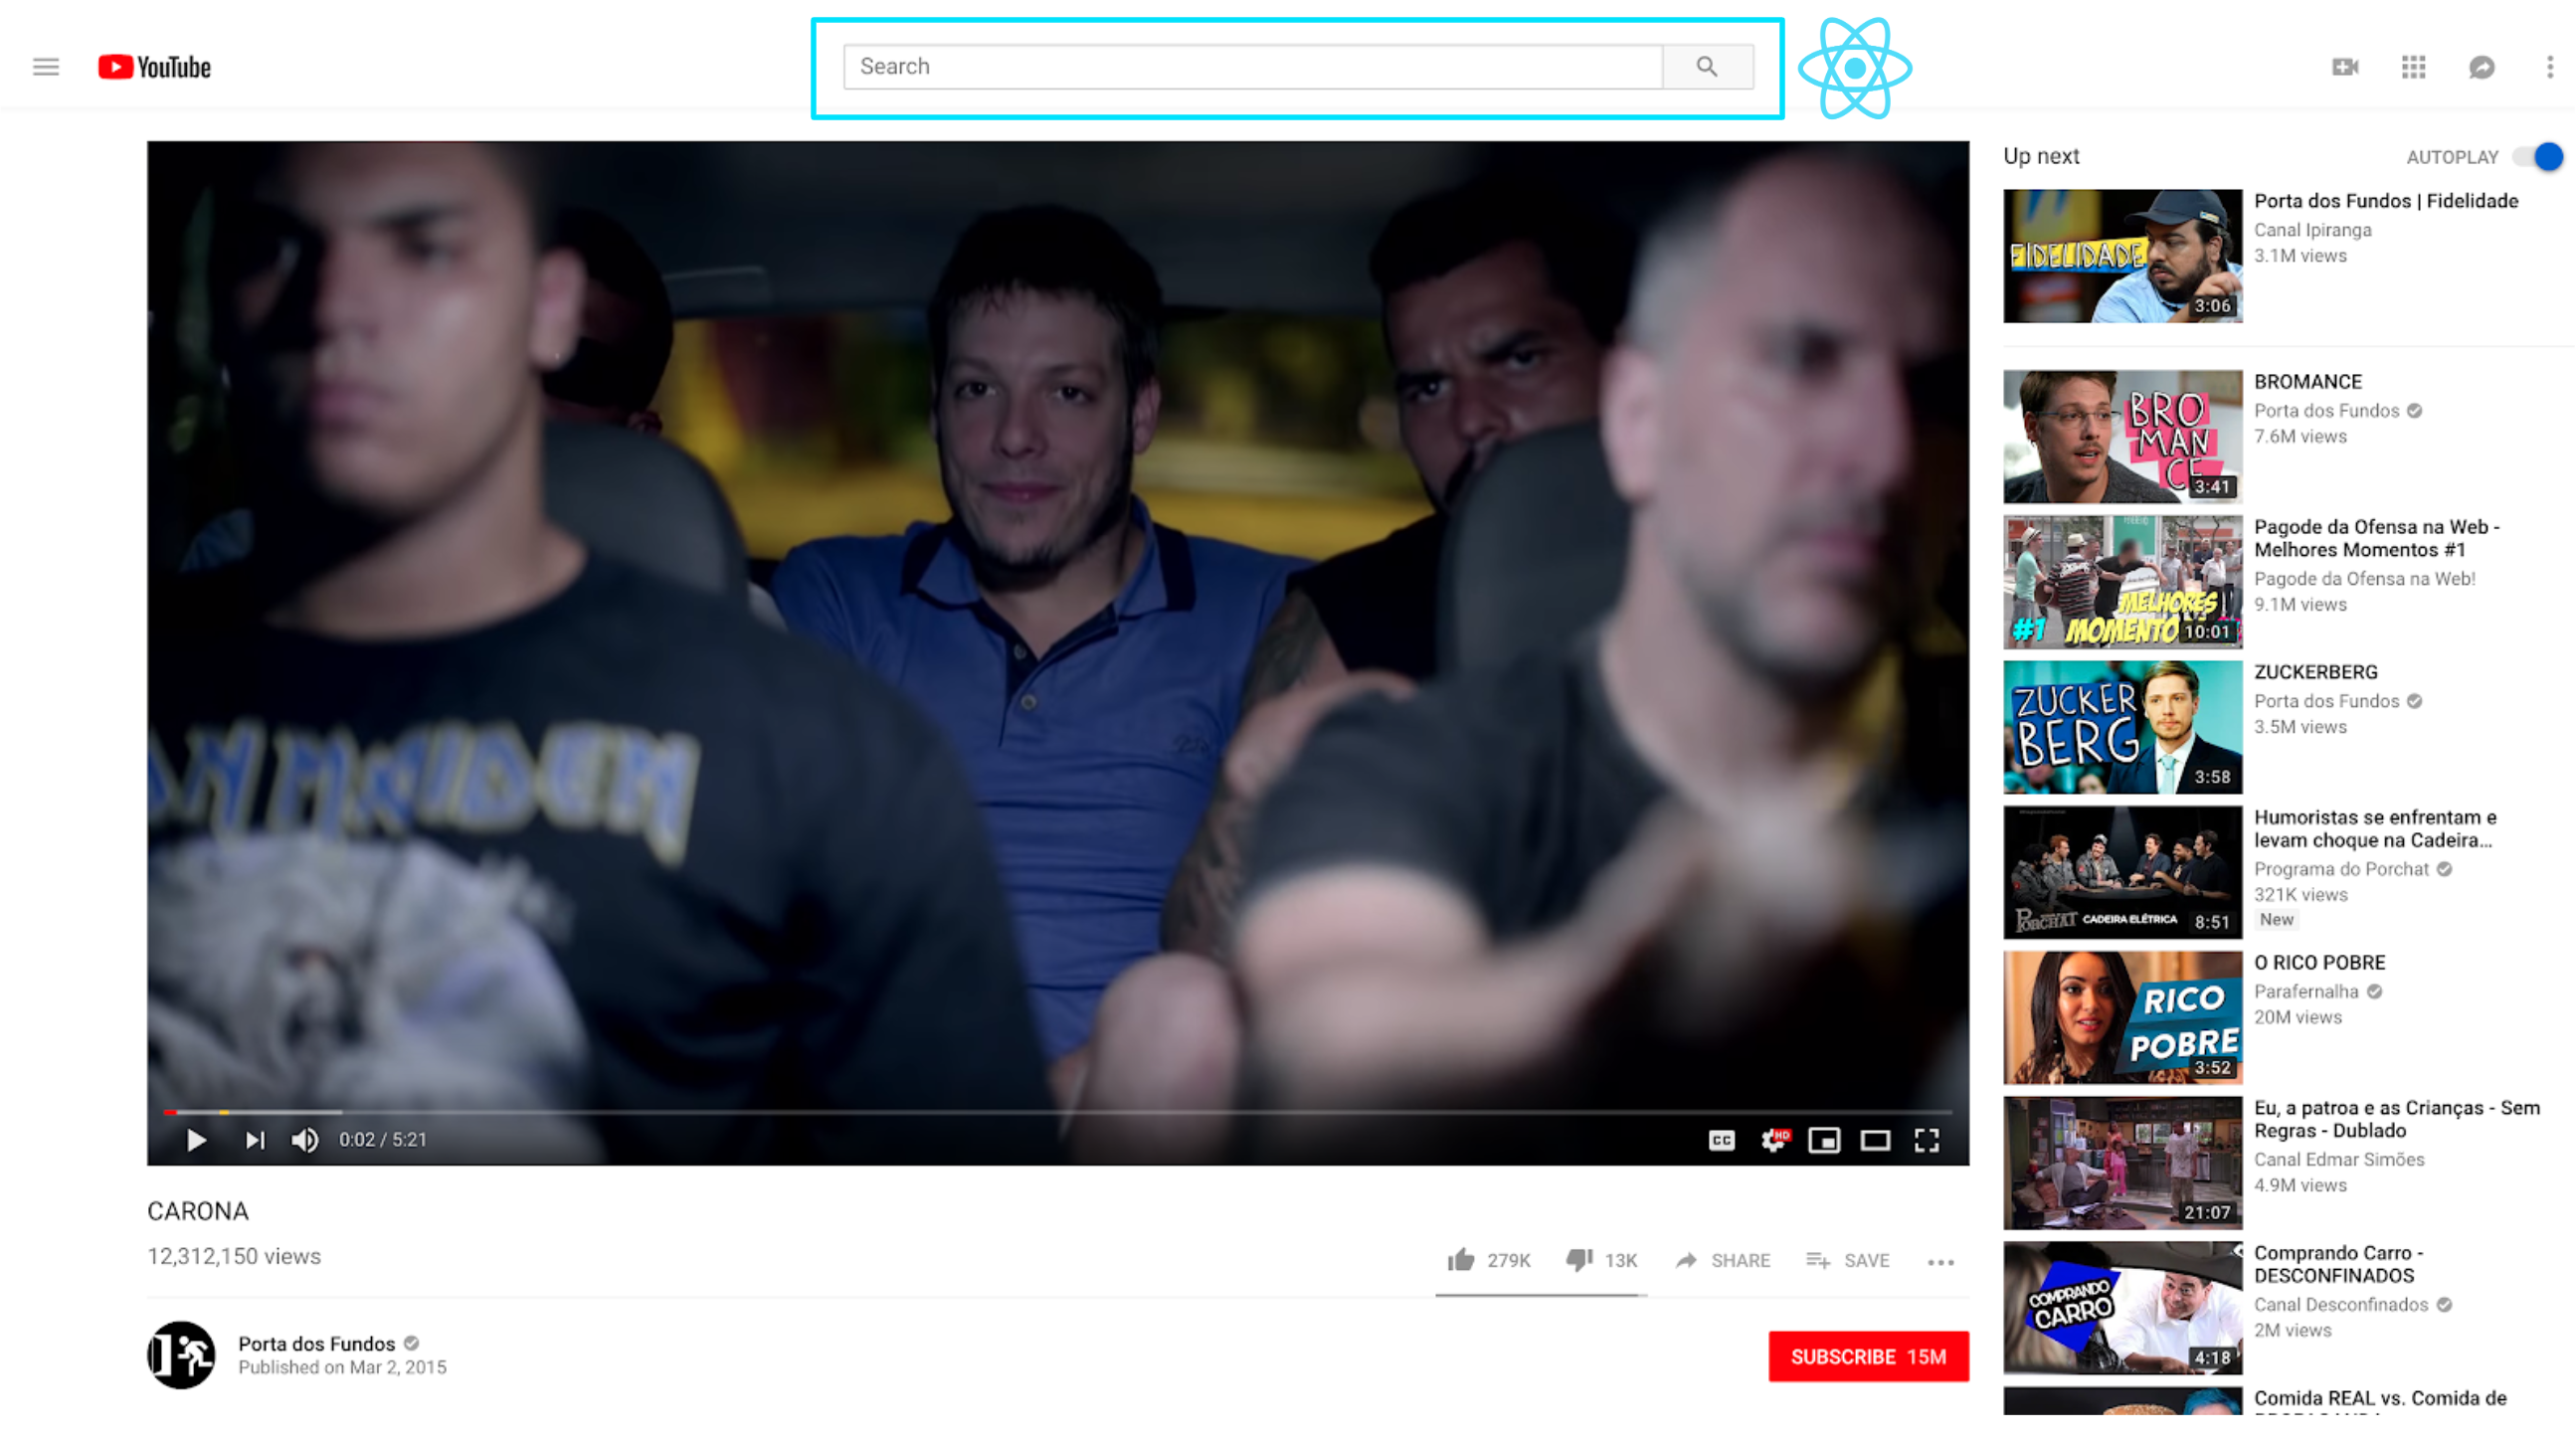 YouTube
Search
Up next
AUTOPLAY
FIDELIDADE
3:06
Porta dos Fundos | Fidelidade
Canal Ipiranga
3.1M views
BRO
MAN
CE
3:41
BROMANCE
Porta dos Fundos
7.6M views
#1
MELHORES
MOMENTO
10:01
Pagode da Ofensa na Web -
Melhores Momentos #1
Pagode da Ofensa na Web!
9.1M views
ZUCKER
BERG
3:58
ZUCKERBERG
Porta dos Fundos
3.5M views
PORCHAT
CADEIRA ELÉTRICA
8:51
Humoristas se enfrentam e
levam choque na Cadeira...
Programa do Porchat
321K views
New
RICO
POBRE
3:52
O RICO POBRE
Parafernalha
20M views
21:07
Eu, a patroa e as Crianças - Sem
Regras - Dublado
Canal Edmar Simões
4.9M views
COMPRANDO
CARRO
4:18
Comprando Carro -
DESCONFINADOS
Canal Desconfinados
2M views
Comida REAL vs. Comida de
0:02 / 5:21
CC
HD
CARONA
12,312,150 views
279K
13K
SHARE
SAVE
Porta dos Fundos
Published on Mar 2, 2015
SUBSCRIBE 15M